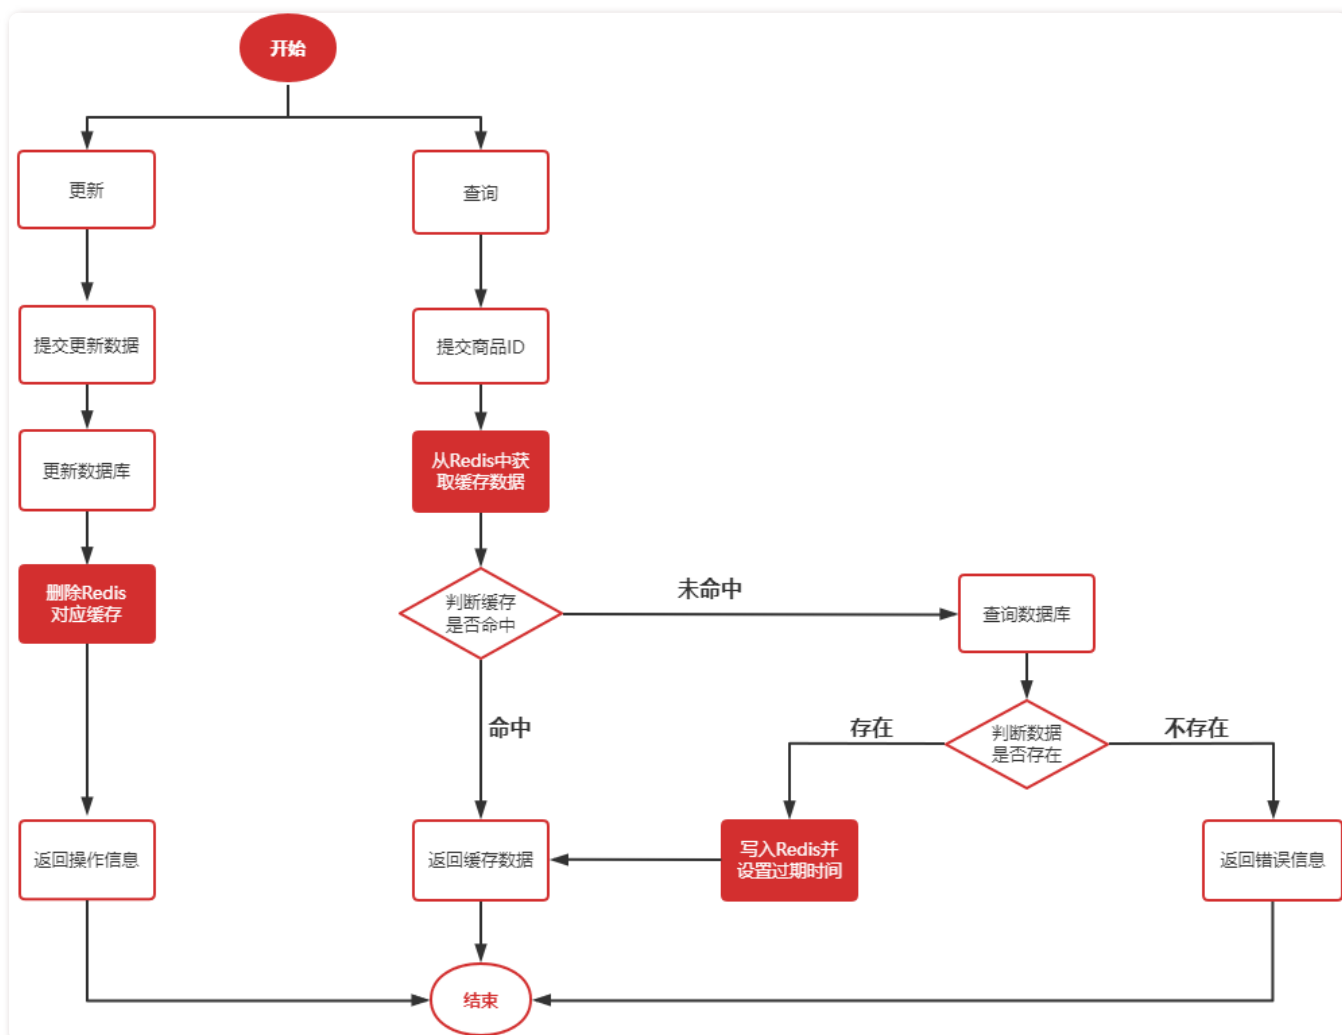 开始
更新
查询
提交更新数据
提交商品ID
更新数据库
从Redis中获
取缓存数据
删除Redis
对应缓存
判断缓存
是否命中
未命中
查询数据库
命中
存在
判断数据
是否存在
不存在
返回操作信息
返回缓存数据
写入Redis并
设置过期时间
返回错误信息
结束